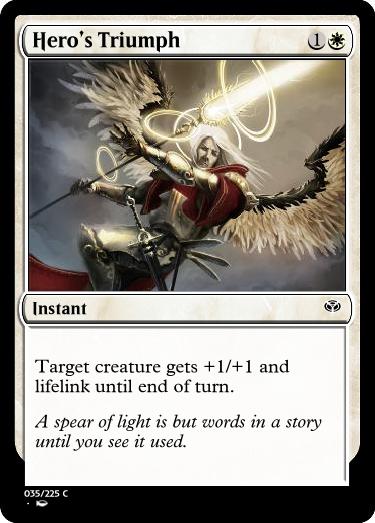 Hero's Triumph 1
Instant
Target creature gets +1/+1 and
lifelink until end of turn.
A spear of light is but words in a story
until you see it used.
035/225 C